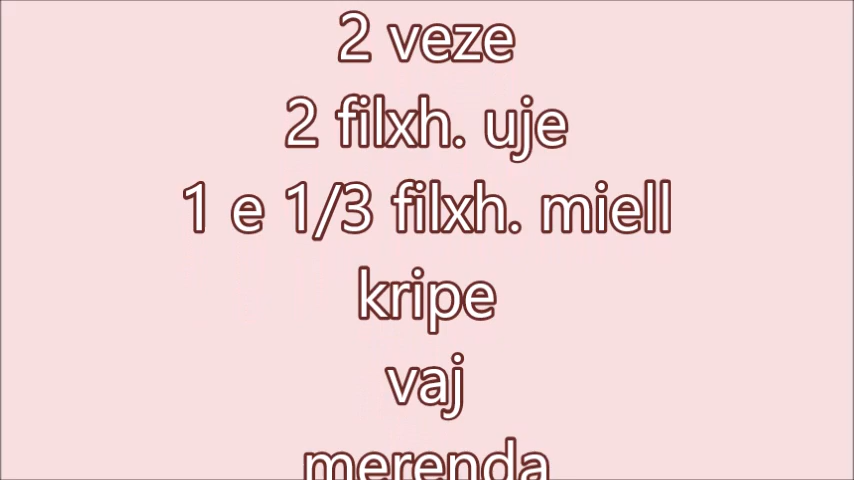 2 veze
2 filxh. uje
1 e 1/3 filxh. miell
kripe
vaj
merenda